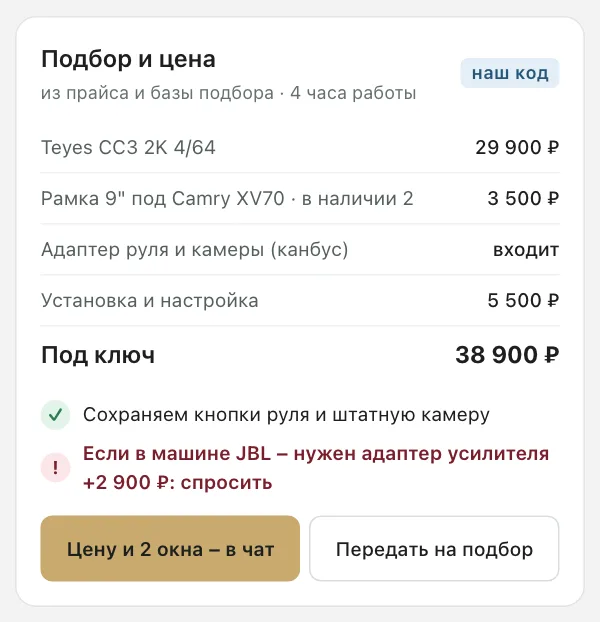 Подбор и цена
наш код
из прайса и базы подбора · 4 часа работы
Teyes CC3 2K 4/64 29 900 ₽
Рамка 9" под Camry XV70 · в наличии 2 3 500 ₽
Адаптер руля и камеры (канбус) входит
Установка и настройка 5 500 ₽
Под ключ 38 900 ₽
Сохраняем кнопки руля и штатную камеру
! Если в машине JBL – нужен адаптер усилителя
+2 900 ₽: спросить
Цену и 2 окна – в чат Передать на подбор